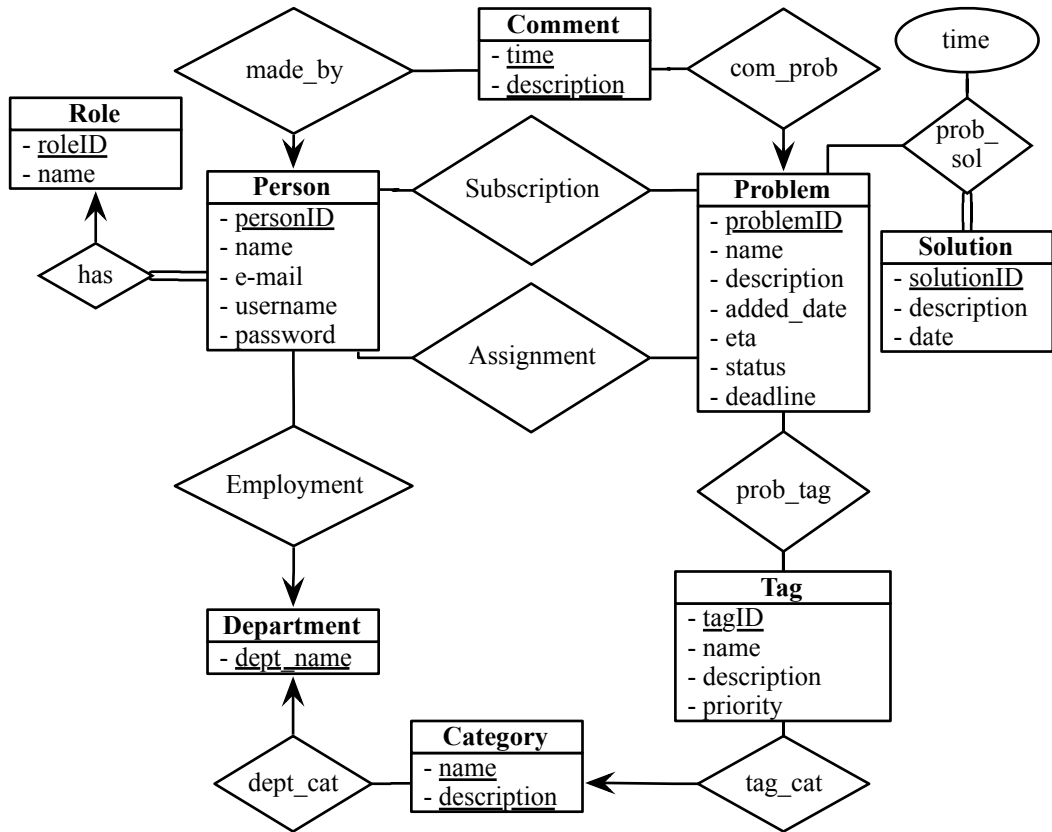 Comment
- time
- description
made_by
com_prob
time
Role
- roleID
- name
prob_
sol
Person
- personID
- name
- e-mail
- username
- password
Subscription
Problem
- problemID
- name
- description
- added_date
- eta
- status
- deadline
Solution
- solutionID
- description
- date
has
Assignment
Employment
prob_tag
Tag
- tagID
- name
- description
- priority
Department
- dept_name
Category
- name
- description
dept_cat
tag_cat